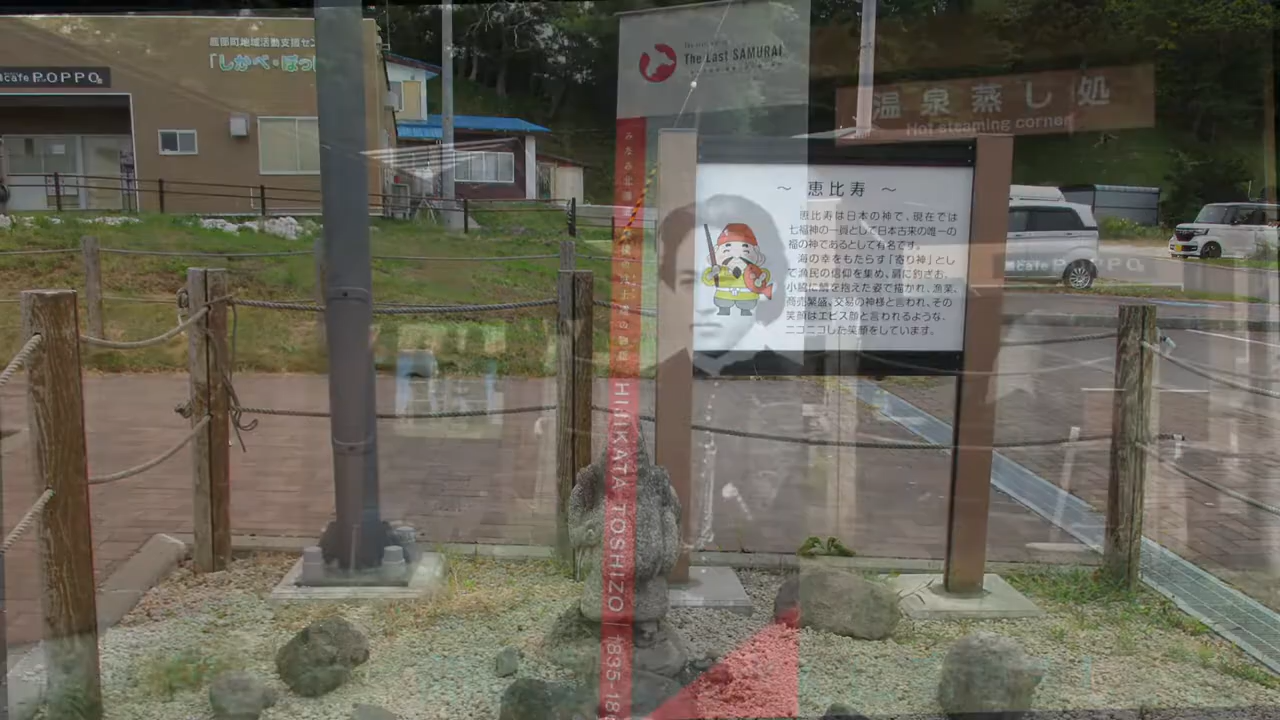 鹿部町地域活動支援セン
「しかべ・ぽっ
cafe POPPO
The Last SAMURAI
温泉蒸し処
Hot steaming corner
～ 恵比寿 ～
恵比寿は日本の神で、現在では
七福神の一員として日本古来の唯一の
福の神であるとして有名です。
海の幸をもたらす「寄り神」とし
て漁民の信仰を集め、肩に釣ざお、
小脇に鯛を抱えた姿で描かれ、漁業、
商売繁盛、交易の神様と言われ、その
笑顔はエビス顔と言われるような、
ニコニコした笑顔をしています。
cafe POPPO
HIJIKATA TOSHIZO | 1835-18